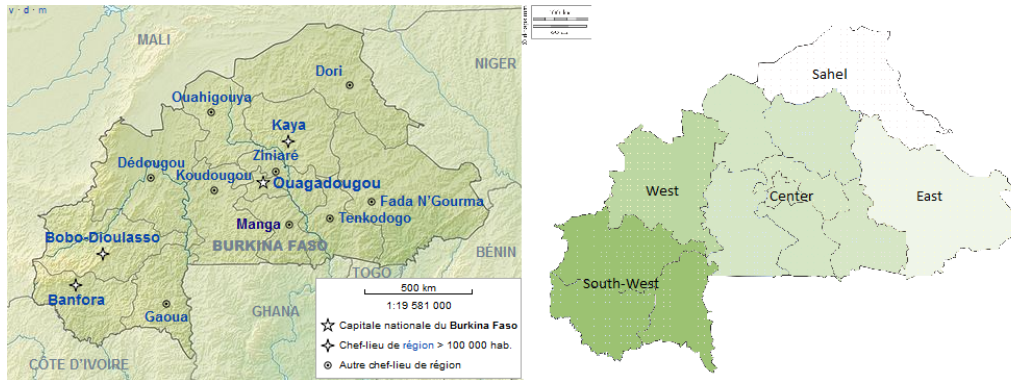 v · d · m
MALI
NIGER
Dori
Ouahigouya
Kaya
Ziniaré
Dédougou
Koudougou
Ouagadougou
Fada N'Gourma
Manga
Tenkodogo
Bobo-Dioulasso
BURKINA FASO
BÉNIN
TOGO
Banfora
Gaoua
GHANA
CÔTE D'IVOIRE
500 km
1:19 581 000
Capitale nationale du Burkina Faso
Chef-lieu de région > 100 000 hab.
Autre chef-lieu de région
100 km
Sahel
West
Center
East
South-West